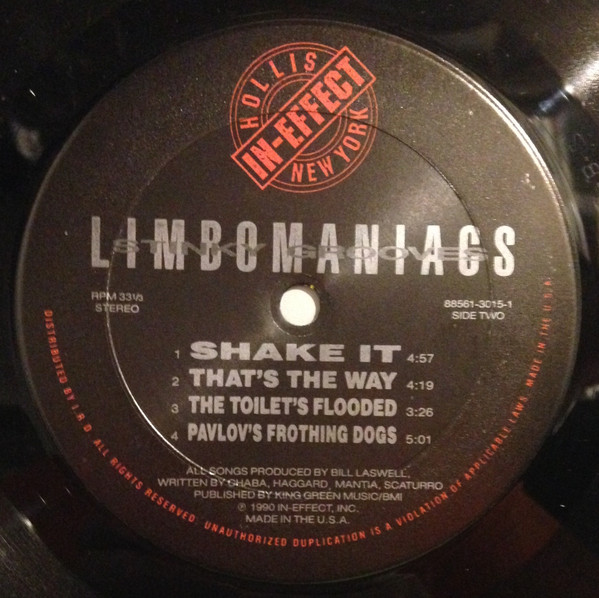 HOLLIS
IN-EFFECT
NEW YORK
LIMBOMANIACS
STINKY GROOVES
RPM 33⅓
STEREO
88561-3015-1
SIDE TWO
1 SHAKE IT 4:57
2 THAT'S THE WAY 4:19
3 THE TOILET'S FLOODED 3:26
4 PAVLOV'S FROTHING DOGS 5:01
ALL SONGS PRODUCED BY BILL LASWELL,
WRITTEN BY CHABA, HAGGARD, MANTIA, SCATURRO
PUBLISHED BY KING GREEN MUSIC/BMI
℗ 1990 IN-EFFECT, INC.
MADE IN THE U.S.A.
DISTRIBUTED BY I.R.D. ALL RIGHTS RESERVED. UNAUTHORIZED DUPLICATION IS A VIOLATION OF APPLICABLE LAWS. MADE IN THE U.S.A.